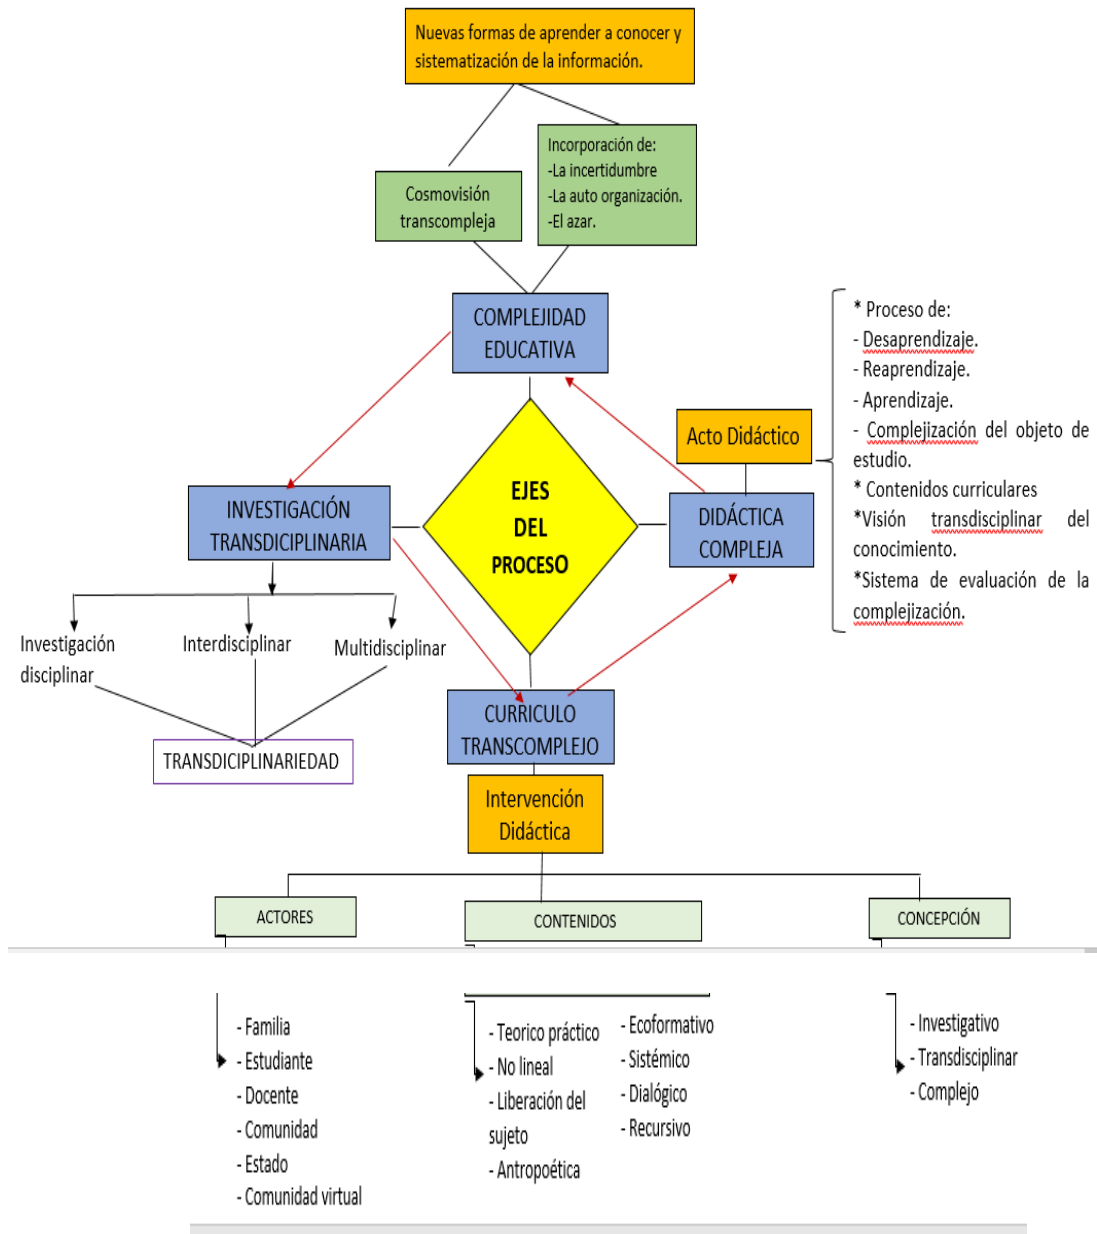 Nuevas formas de aprender a conocer y
sistematización de la información.
Cosmovisión
transcompleja
Incorporación de:
-La incertidumbre
-La auto organización.
-El azar.
COMPLEJIDAD
EDUCATIVA
Acto Didáctico
* Proceso de:
- Desaprendizaje.
- Reaprendizaje.
- Aprendizaje.
- Complejización del objeto de
estudio.
* Contenidos curriculares
*Visión transdisciplinar del
conocimiento.
*Sistema de evaluación de la
complejización.
INVESTIGACIÓN
TRANSDICIPLINARIA
EJES
DEL
PROCESO
DIDÁCTICA
COMPLEJA
Investigación
disciplinar
Interdisciplinar
Multidisciplinar
TRANSDICIPLINARIEDAD
CURRICULO
TRANSCOMPLEJO
Intervención
Didáctica
ACTORES
CONTENIDOS
CONCEPCIÓN
- Familia
- Estudiante
- Docente
- Comunidad
- Estado
- Comunidad virtual
- Teorico práctico
- No lineal
- Liberación del
sujeto
- Antropoética
- Ecoformativo
- Sistémico
- Dialógico
- Recursivo
- Investigativo
- Transdisciplinar
- Complejo